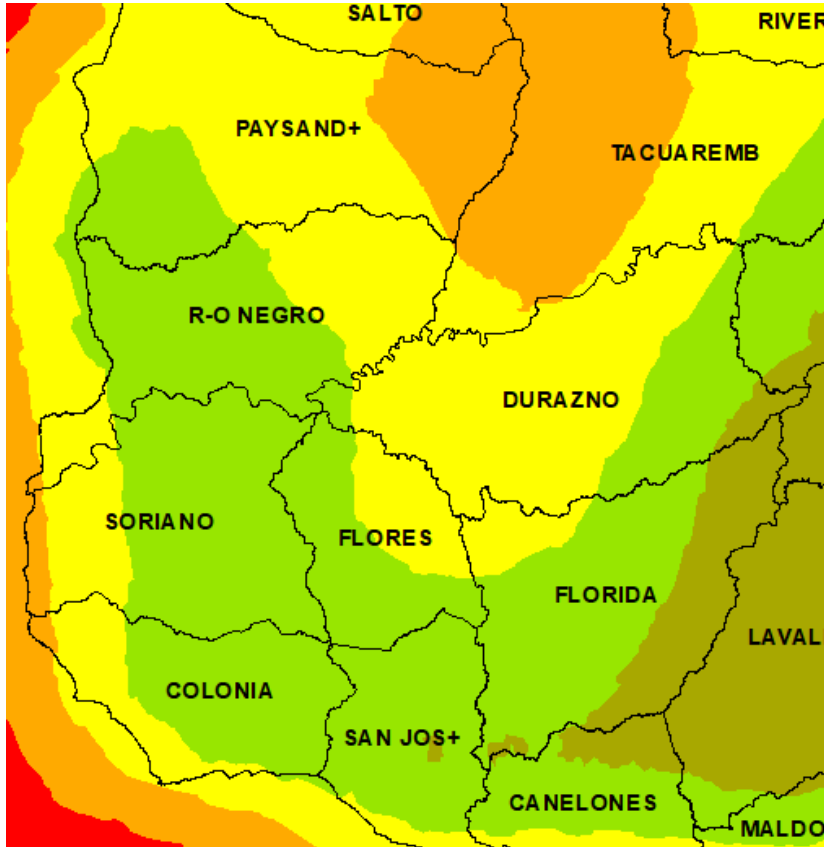 SALTO
RIVER
PAYSAND+
TACUAREMB
R-O NEGRO
DURAZNO
SORIANO
FLORES
FLORIDA
LAVAL
COLONIA
SAN JOS+
CANELONES
MALDO